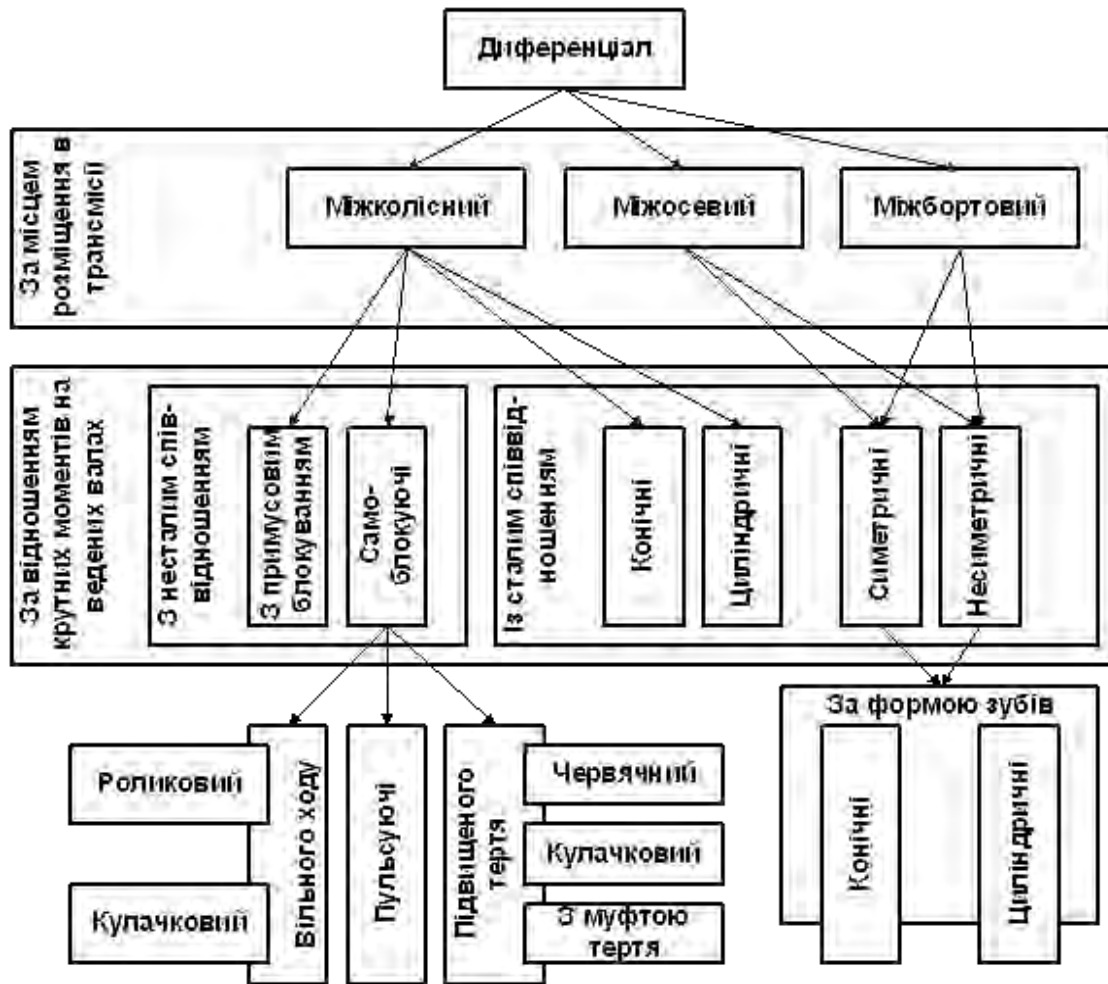 Диференціал
За місцем
розміщення в
трансмісії
Міжколісний
Міжосевий
Міжбортовий
За відношенням
крутних моментів на
ведених валах
З несталим спів-
відношенням
З примусовим
блокуванням
Само-
блокуючі
Із сталим співвід-
ношенням
Конічні
Циліндричні
Симетричні
Несиметричні
Роликовий
Кулачковий
Вільного ходу
Пульсуючі
Підвищеного
тертя
Червячний
Кулачковий
З муфтою
тертя
За формою зубів
Конічні
Циліндричні